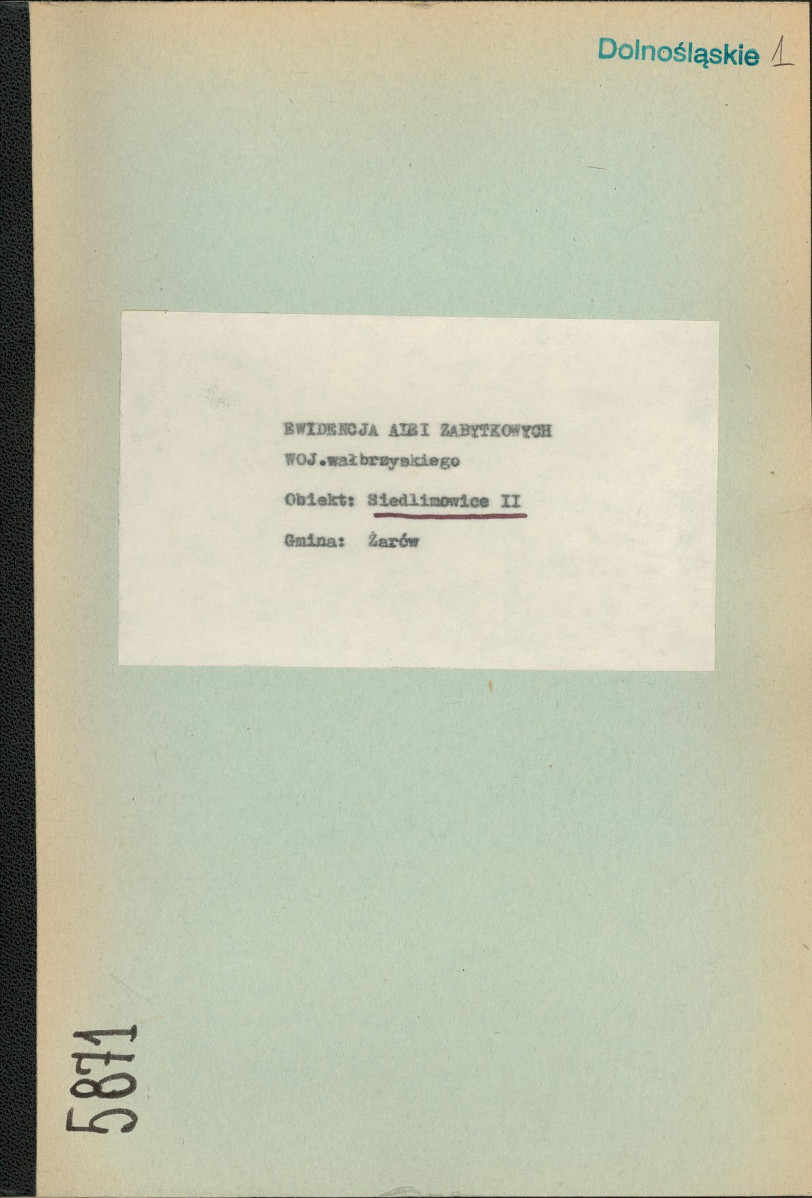 Dolnośląskie 1
EWIDENCJA ALEI ZABYTKOWYCH
WOJ.wałbrzyskiego
Obiekt: Siedlimowice II
Gmina: Żarów
5871